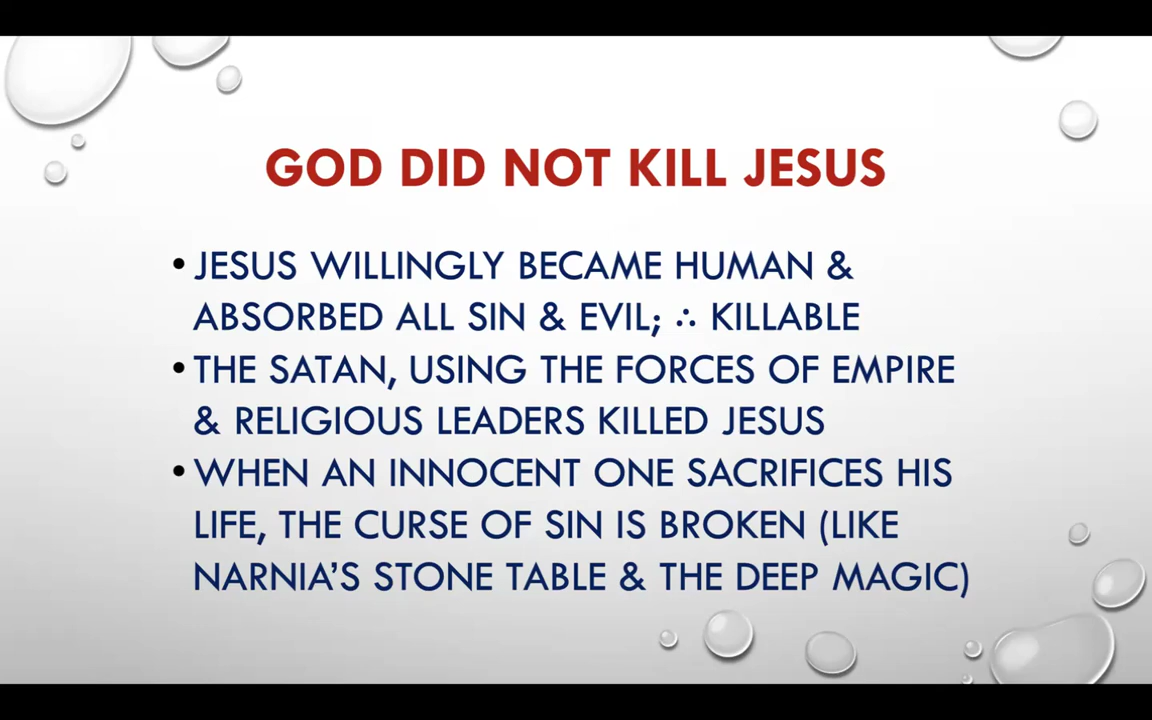 GOD DID NOT KILL JESUS
• JESUS WILLINGLY BECAME HUMAN &
ABSORBED ALL SIN & EVIL; ∴ KILLABLE
• THE SATAN, USING THE FORCES OF EMPIRE
& RELIGIOUS LEADERS KILLED JESUS
• WHEN AN INNOCENT ONE SACRIFICES HIS
LIFE, THE CURSE OF SIN IS BROKEN (LIKE
NARNIA’S STONE TABLE & THE DEEP MAGIC)